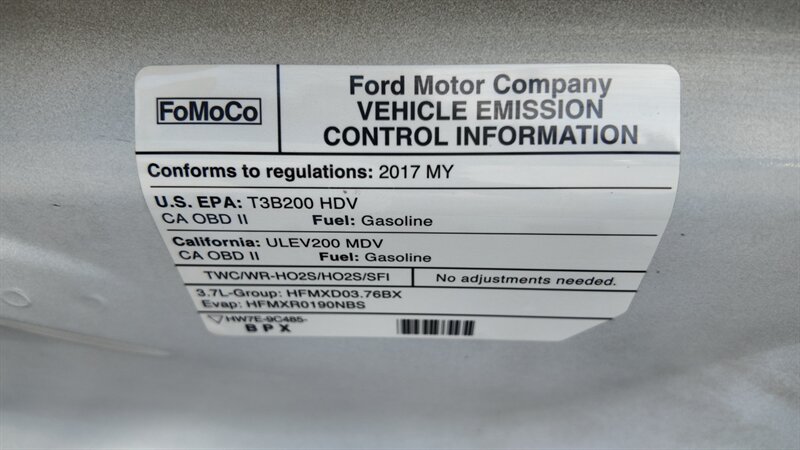 FoMoCo
Ford Motor Company
VEHICLE EMISSION
CONTROL INFORMATION
Conforms to regulations: 2017 MY
U.S. EPA: T3B200 HDV
CA OBD II Fuel: Gasoline
California: ULEV200 MDV
CA OBD II Fuel: Gasoline
TWC/WR-HO2S/HO2S/SFI No adjustments needed.
3.7L-Group: HFMXD03.76BX
Evap: HFMXR0190NBS
HW7E-9C485-
BPX